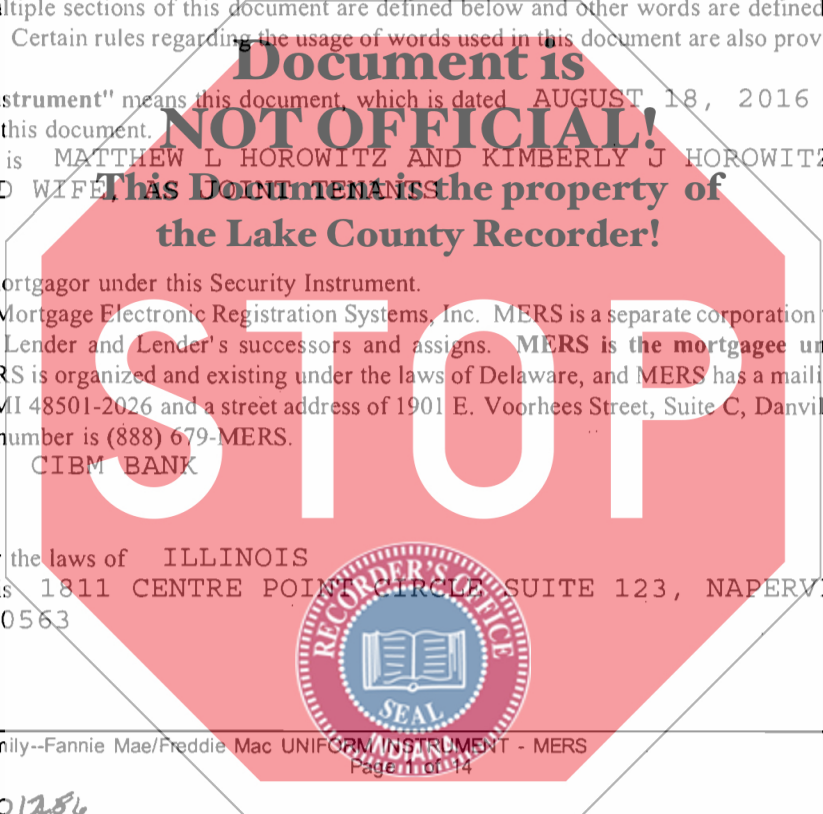 tiple sections of this document are defined below and other words are defined
Certain rules regarding the usage of words used in this document are also prov
Document is
strument" means this document, which is dated AUGUST 18, 2016
NOT OFFICIAL!
this document.
is MATTHEW L HOROWITZ AND KIMBERLY J HOROWITZ
D WIFE, AS JOINT TENANTS
This Document is the property of
the Lake County Recorder!
ortgagor under this Security Instrument.
Mortgage Electronic Registration Systems, Inc. MERS is a separate corporation
Lender and Lender's successors and assigns. MERS is the mortgagee un
RS is organized and existing under the laws of Delaware, and MERS has a maili
MI 48501-2026 and a street address of 1901 E. Voorhees Street, Suite C, Danvil
number is (888) 679-MERS.
CIBM BANK
STOP
the laws of ILLINOIS
s 1811 CENTRE POINT CIRCLE SUITE 123, NAPERVI
0563
RECORDER'S OFFICE
SEAL
INDIANA
mily--Fannie Mae/Freddie Mac UNIFORM INSTRUMENT - MERS
Page 1 of 14